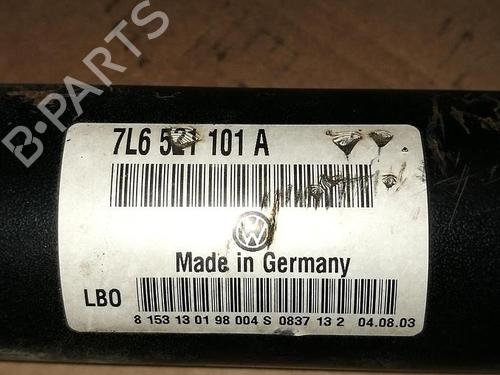 B-PARTS
7L6 521 101 A
Made in Germany
LBO
8 153 13 01 98 004 S 0837 13 2 04.08.03